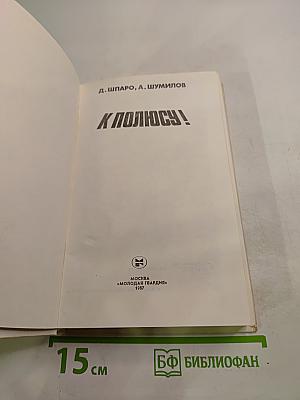 Д. ШПАРО, А. ШУМИЛОВ
К ПОЛЮСУ!
МОСКВА
«МОЛОДАЯ ГВАРДИЯ»
1987
15 см
БФ БИБЛИОФАН